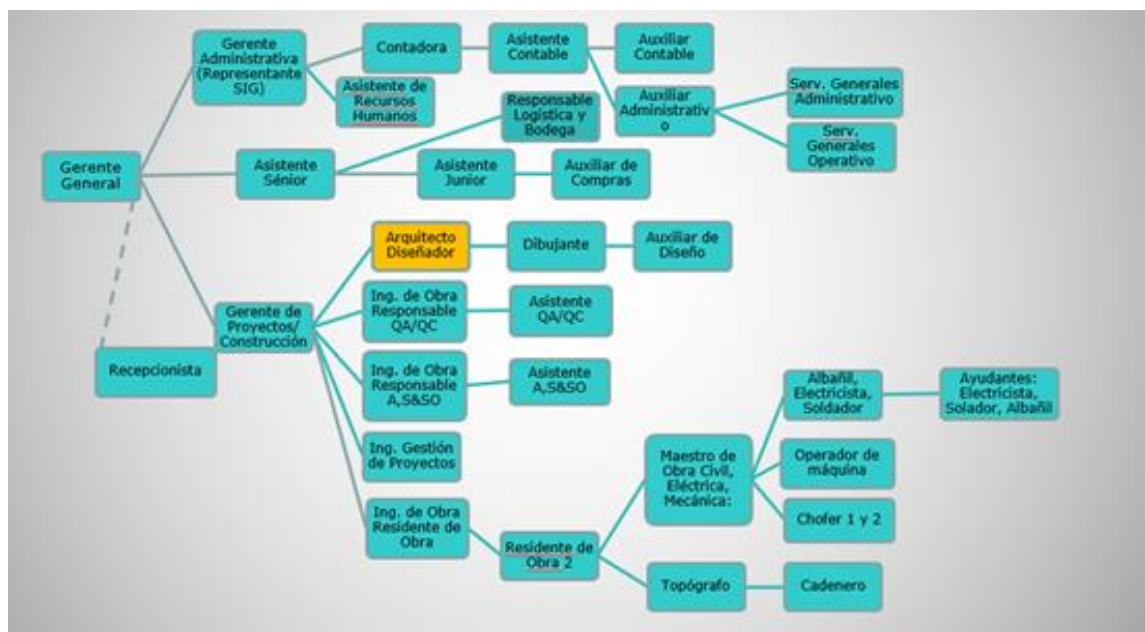 Gerente
General
Gerente
Administrativa
(Representante
SIG)
Contadora
Asistente
Contable
Auxiliar
Contable
Asistente de
Recursos
Humanos
Auxiliar
Administrativ
o
Serv. Generales
Administrativo
Serv.
Generales
Operativo
Responsable
Logística y
Bodega
Asistente
Sénior
Asistente
Junior
Auxiliar de
Compras
Recepcionista
Gerente de
Proyectos/
Construcción
Arquitecto
Diseñador
Dibujante
Auxiliar de
Diseño
Ing. de Obra
Responsable
QA/QC
Asistente
QA/QC
Ing. de Obra
Responsable
A,S&SO
Asistente
A,S&SO
Ing. Gestión
de Proyectos
Ing. de Obra
Residente de
Obra
Residente de
Obra 2
Maestro de
Obra Civil,
Eléctrica,
Mecánica:
Albañil,
Electricista,
Soldador
Ayudantes:
Electricista,
Solador, Albañil
Operador de
máquina
Chofer 1 y 2
Topógrafo
Cadenero